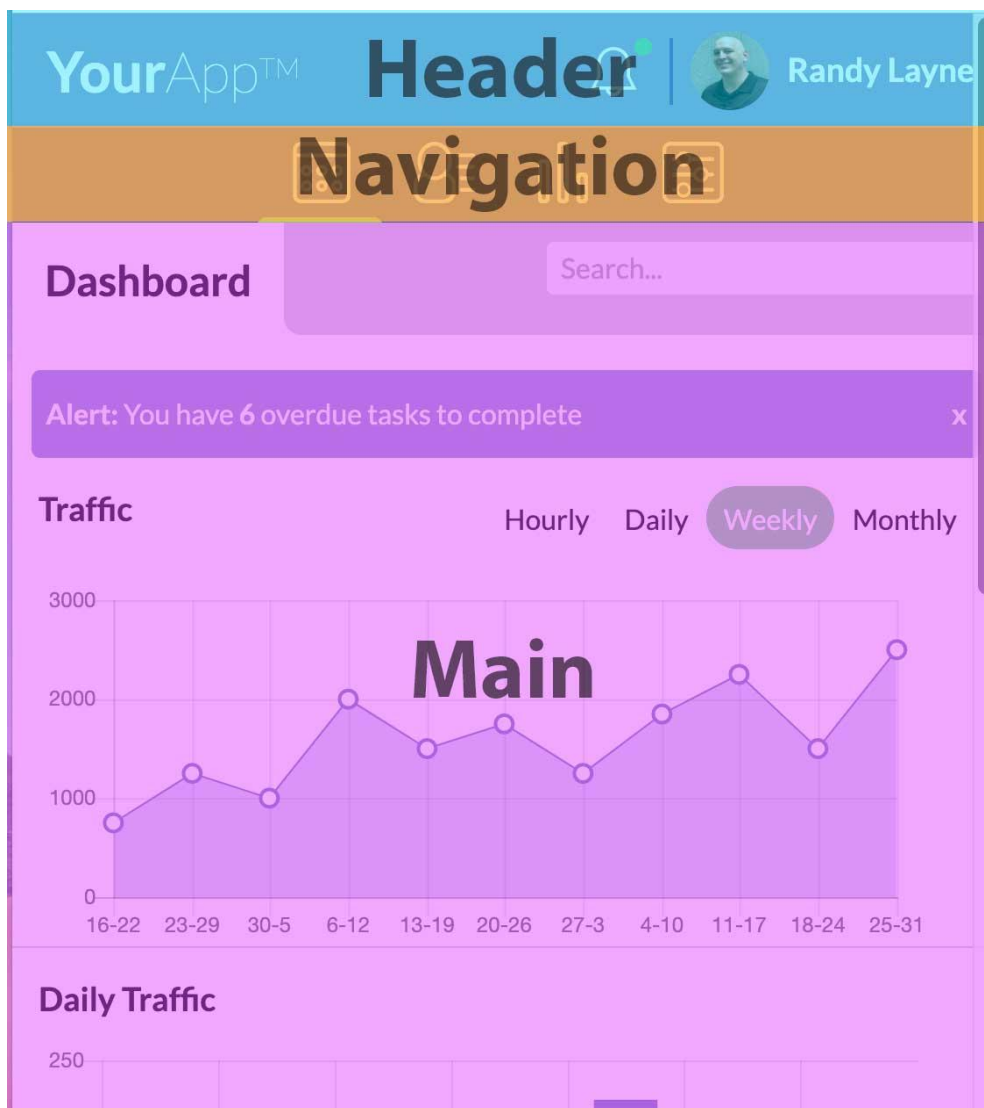 YourApp™
Header
Randy Layne
Navigation
Dashboard
Search...
Alert: You have 6 overdue tasks to complete
x
Traffic
Hourly Daily Weekly Monthly
3000
Main
2000
1000
0
16-22 23-29 30-5 6-12 13-19 20-26 27-3 4-10 11-17 18-24 25-31
Daily Traffic
250